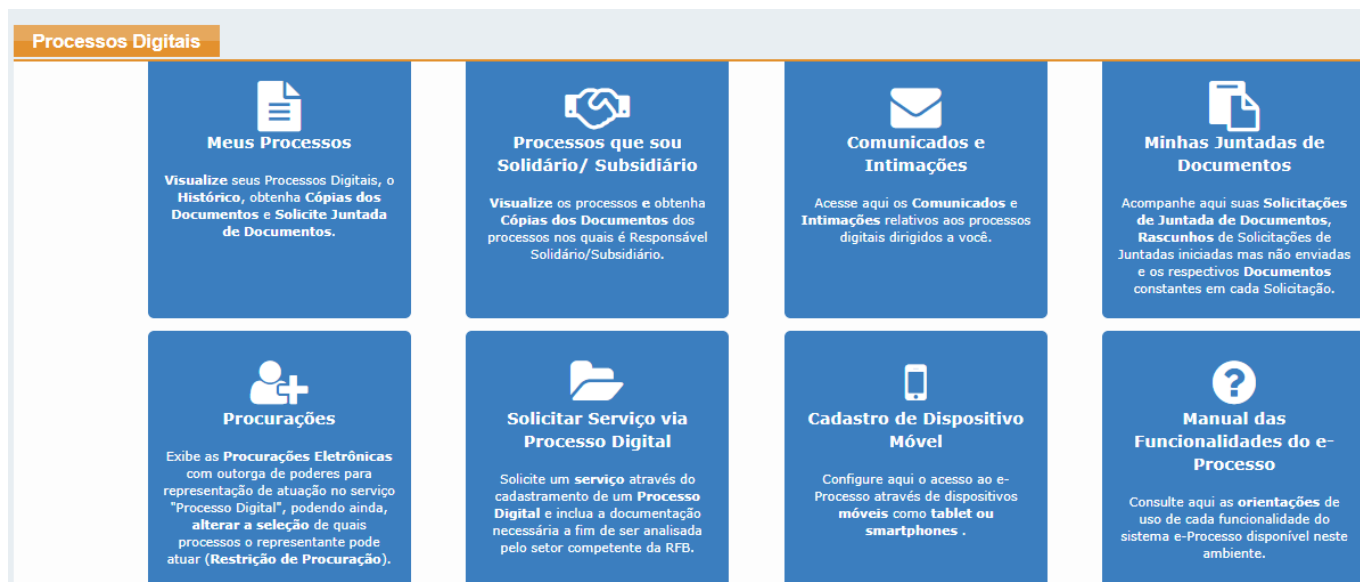 Processos Digitais
Meus Processos
Visualize seus Processos Digitais, o
Histórico, obtenha Cópias dos
Documentos e Solicite Juntada
de Documentos.
Processos que sou
Solidário/ Subsidiário
Visualize os processos e obtenha
Cópias dos Documentos dos
processos nos quais é Responsável
Solidário/Subsidiário.
Comunicados e
Intimações
Acesse aqui os Comunicados e
Intimações relativos aos processos
digitais dirigidos a você.
Minhas Juntadas de
Documentos
Acompanhe aqui suas Solicitações
de Juntada de Documentos,
Rascunhos de Solicitações de
Juntadas iniciadas mas não enviadas
e os respectivos Documentos
constantes em cada Solicitação.
Procurações
Exibe as Procurações Eletrônicas
com outorga de poderes para
representação de atuação no serviço
"Processo Digital", podendo ainda,
alterar a seleção de quais
processos o representante pode
atuar (Restrição de Procuração).
Solicitar Serviço via
Processo Digital
Solicite um serviço através do
cadastramento de um Processo
Digital e inclua a documentação
necessária a fim de ser analisada
pelo setor competente da RFB.
Cadastro de Dispositivo
Móvel
Configure aqui o acesso ao e-
Processo através de dispositivos
móveis como tablet ou
smartphones .
Manual das
Funcionalidades do e-
Processo
Consulte aqui as orientações de
uso de cada funcionalidade do
sistema e-Processo disponível neste
ambiente.